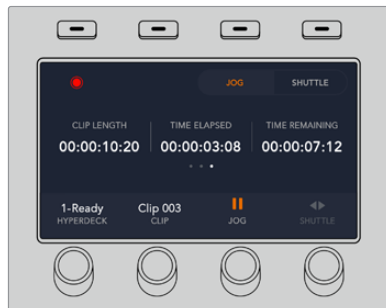 JOG SHUTTLE
CLIP LENGTH TIME ELAPSED TIME REMAINING
00:00:10:20 00:00:03:08 00:00:07:12
1-Ready Clip 003
HYPERDECK CLIP JOG SHUTTLE